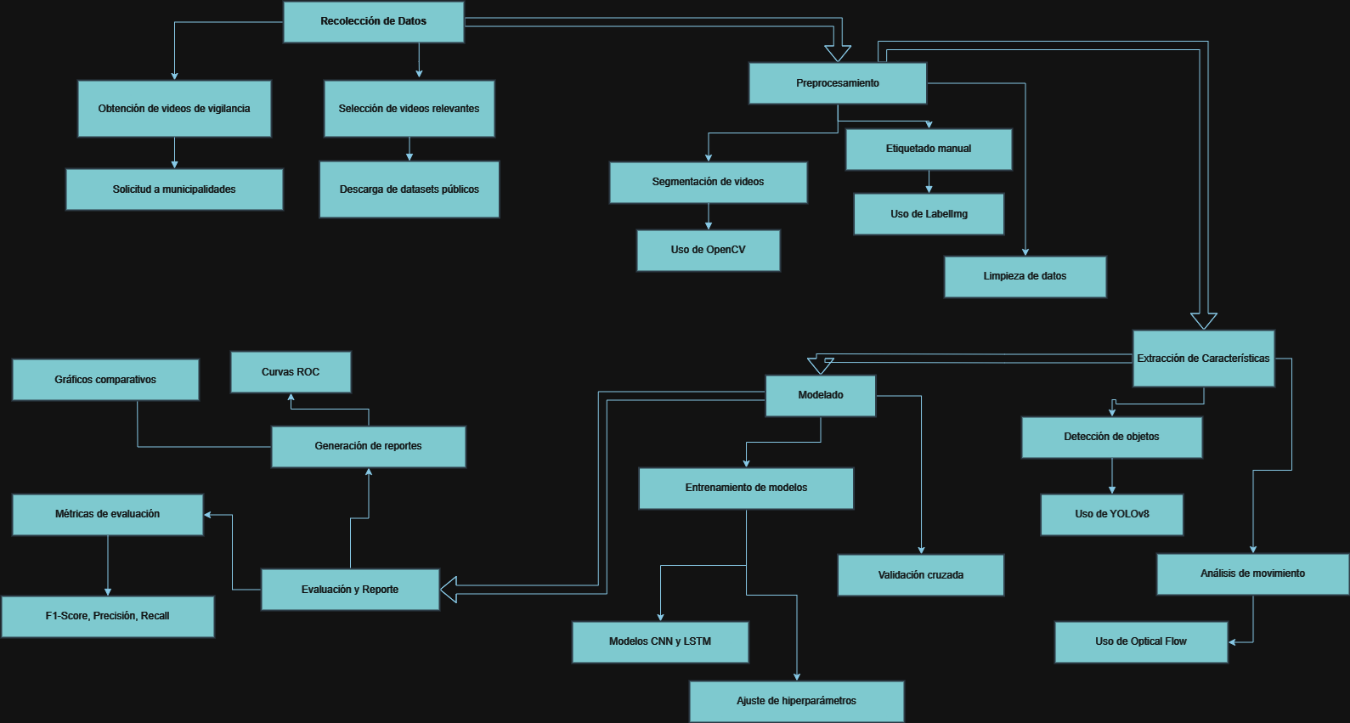 Recolección de Datos
Obtención de videos de vigilancia
Solicitud a municipalidades
Selección de videos relevantes
Descarga de datasets públicos
Preprocesamiento
Segmentación de videos
Uso de OpenCV
Etiquetado manual
Uso de LabelImg
Limpieza de datos
Extracción de Características
Detección de objetos
Uso de YOLOv8
Análisis de movimiento
Uso de Optical Flow
Modelado
Entrenamiento de modelos
Modelos CNN y LSTM
Ajuste de hiperparámetros
Validación cruzada
Evaluación y Reporte
Métricas de evaluación
F1-Score, Precisión, Recall
Generación de reportes
Curvas ROC
Gráficos comparativos